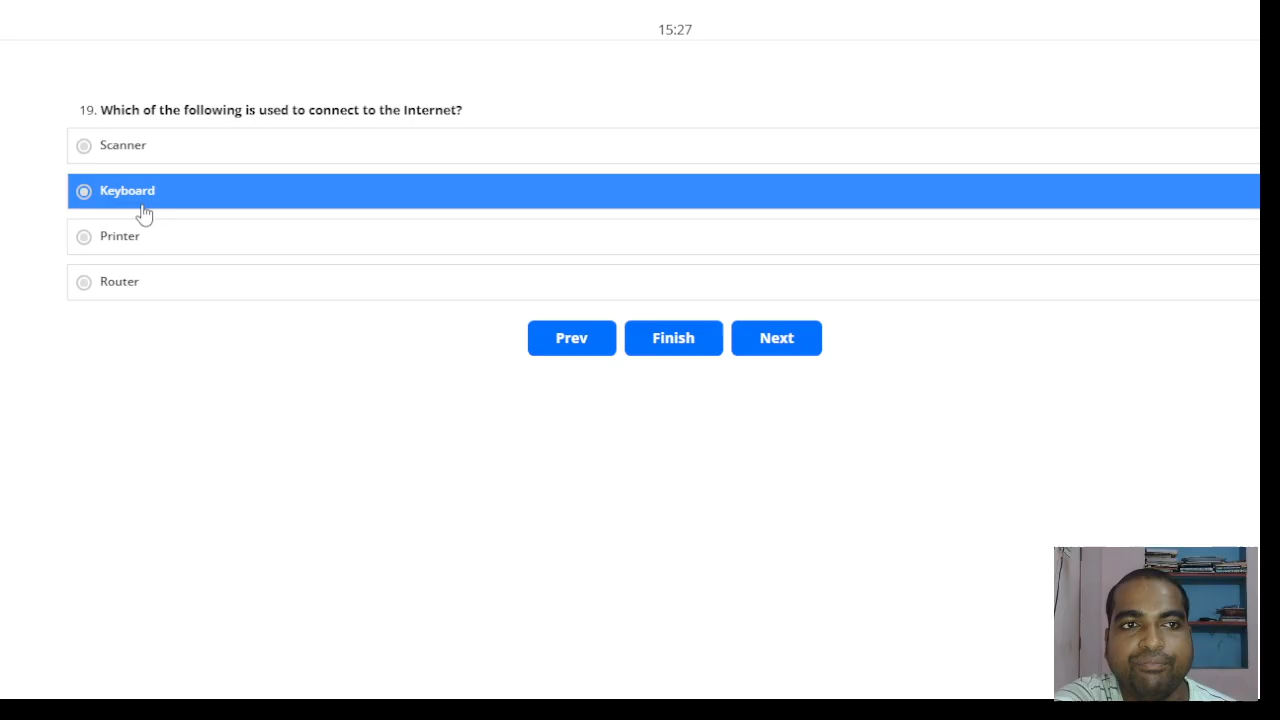 15:27
19. Which of the following is used to connect to the Internet?
Scanner
Keyboard
Printer
Router
Prev Finish Next